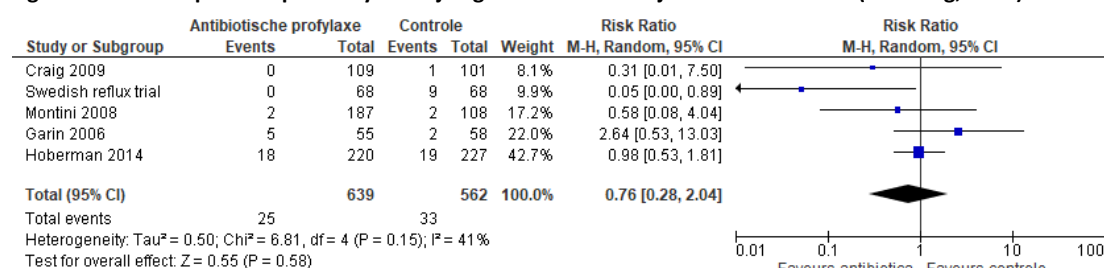 Antibiotische profylaxe Controle Risk Ratio Risk Ratio
Study or Subgroup Events Total Events Total Weight M-H, Random, 95% CI M-H, Random, 95% CI
Craig 2009 0 109 1 101 8.1% 0.31 [0.01, 7.50]
Swedish reflux trial 0 68 9 68 9.9% 0.05 [0.00, 0.89]
Montini 2008 2 187 2 108 17.2% 0.58 [0.08, 4.04]
Garin 2006 5 55 2 58 22.0% 2.64 [0.53, 13.03]
Hoberman 2014 18 220 19 227 42.7% 0.98 [0.53, 1.81]
Total (95% CI) 639 562 100.0% 0.76 [0.28, 2.04]
Total events 25 33
Heterogeneity: Tau² = 0.50; Chi² = 6.81, df = 4 (P = 0.15); I² = 41%
Test for overall effect: Z = 0.55 (P = 0.58)
0.01 0.1 1 10 100
Favours antibiotica Favours controle